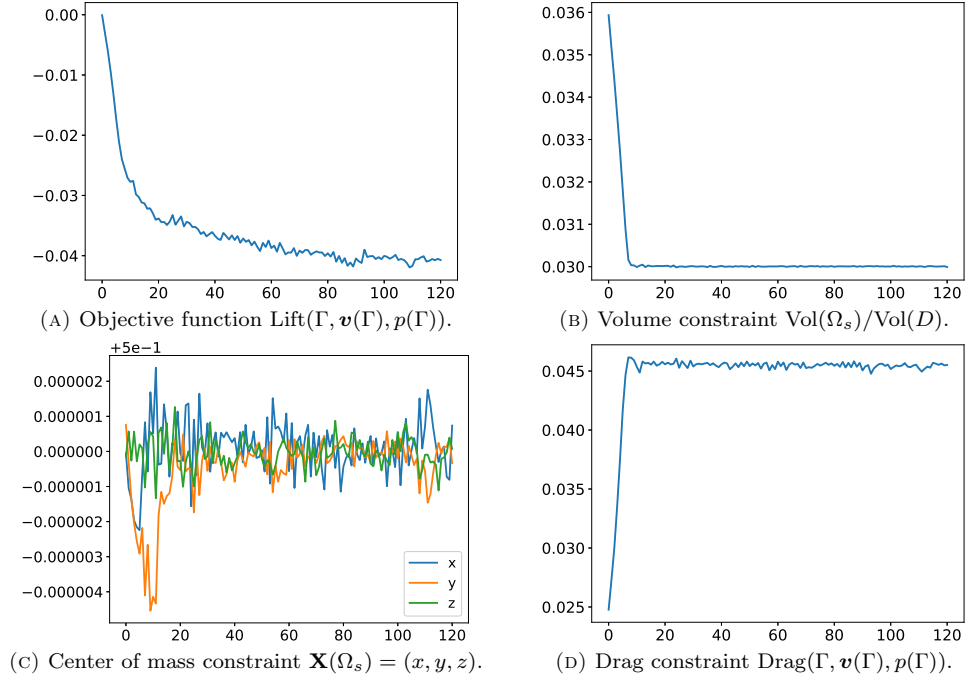 0.00
−0.01
−0.02
−0.03
−0.04
0 20 40 60 80 100 120
(A) Objective function Lift(Γ, v(Γ), p(Γ)).
0.036
0.035
0.034
0.033
0.032
0.031
0.030
0 20 40 60 80 100 120
(B) Volume constraint Vol(Ωs)/Vol(D).
+5e−1
0.000002
0.000001
0.000000
−0.000001
−0.000002
−0.000003
−0.000004
x
y
z
0 20 40 60 80 100 120
(C) Center of mass constraint X(Ωs) = (x, y, z).
0.045
0.040
0.035
0.030
0.025
0 20 40 60 80 100 120
(D) Drag constraint Drag(Γ, v(Γ), p(Γ)).